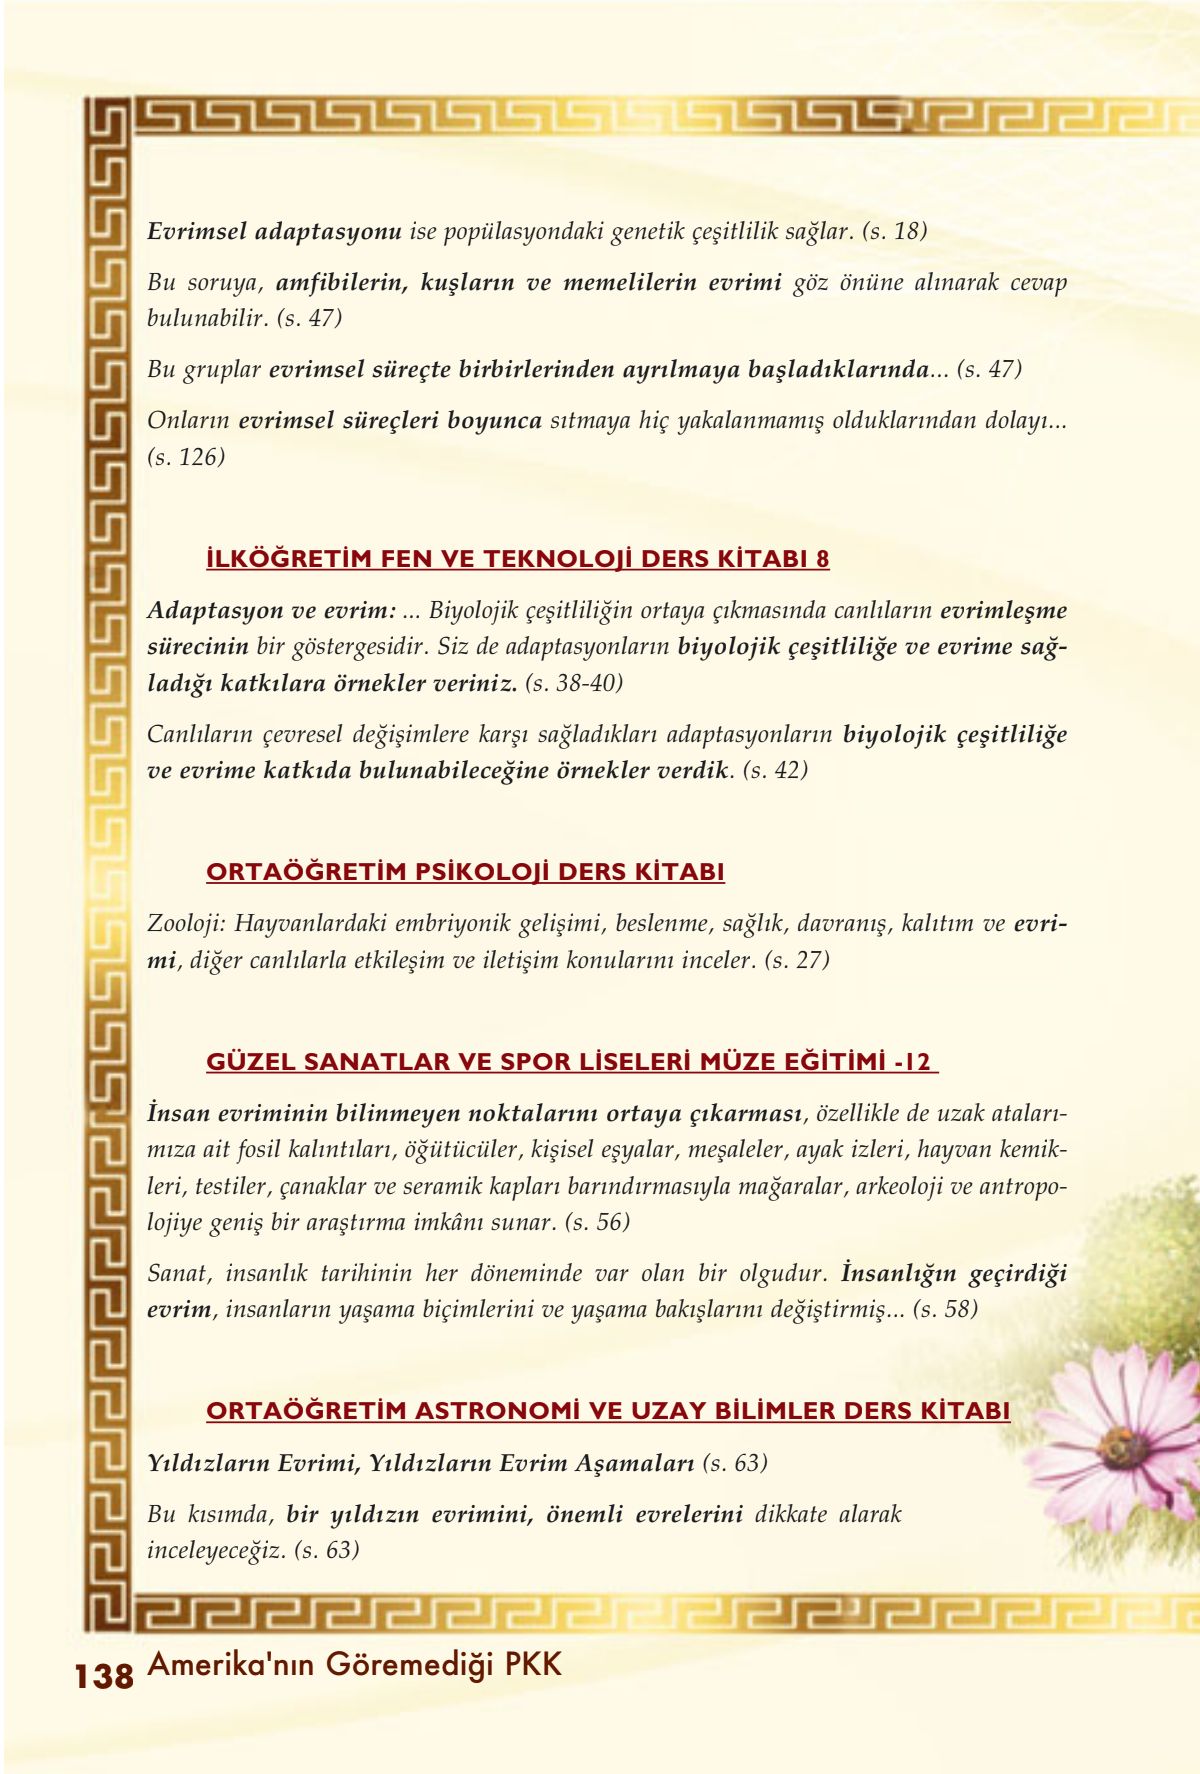 Evrimsel adaptasyonu ise popülasyondaki genetik çeşitlilik sağlar. (s. 18)
Bu soruya, amfibilerin, kuşların ve memelilerin evrimi göz önüne alınarak cevap
bulunabilir. (s. 47)
Bu gruplar evrimsel süreçte birbirlerinden ayrılmaya başladıklarında... (s. 47)
Onların evrimsel süreçleri boyunca sıtmaya hiç yakalanmamış olduklarından dolayı...
(s. 126)
İLKÖĞRETİM FEN VE TEKNOLOJİ DERS KİTABI 8
Adaptasyon ve evrim: ... Biyolojik çeşitliliğin ortaya çıkmasında canlıların evrimleşme
sürecinin bir göstergesidir. Siz de adaptasyonların biyolojik çeşitliliğe ve evrime sağ-
ladığı katkılara örnekler veriniz. (s. 38-40)
Canlıların çevresel değişimlere karşı sağladıkları adaptasyonların biyolojik çeşitliliğe
ve evrime katkıda bulunabileceğine örnekler verdik. (s. 42)
ORTAÖĞRETİM PSİKOLOJİ DERS KİTABI
Zooloji: Hayvanlardaki embriyonik gelişimi, beslenme, sağlık, davranış, kalıtım ve evri-
mi, diğer canlılarla etkileşim ve iletişim konularını inceler. (s. 27)
GÜZEL SANATLAR VE SPOR LİSELERİ MÜZE EĞİTİMİ -12
İnsan evriminin bilinmeyen noktalarını ortaya çıkarması, özellikle de uzak ataları-
mıza ait fosil kalıntıları, öğütücüler, kişisel eşyalar, meşaleler, ayak izleri, hayvan kemik-
leri, testiler, çanaklar ve seramik kapları barındırmasıyla mağaralar, arkeoloji ve antropo-
lojiye geniş bir araştırma imkânı sunar. (s. 56)
Sanat, insanlık tarihinin her döneminde var olan bir olgudur. İnsanlığın geçirdiği
evrim, insanların yaşama biçimlerini ve yaşama bakışlarını değiştirmiş... (s. 58)
ORTAÖĞRETİM ASTRONOMİ VE UZAY BİLİMLER DERS KİTABI
Yıldızların Evrimi, Yıldızların Evrim Aşamaları (s. 63)
Bu kısımda, bir yıldızın evrimini, önemli evrelerini dikkate alarak
inceleyeceğiz. (s. 63)
138 Amerika'nın Göremediği PKK